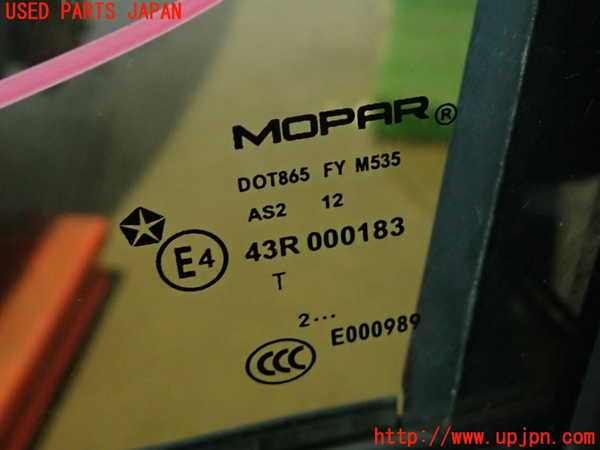 USED PARTS JAPAN
MOPAR®
DOT865 FY M535
AS2 12
E4 43R 000183
T
2···
E000989
CCC
http://www.upjpn.com/